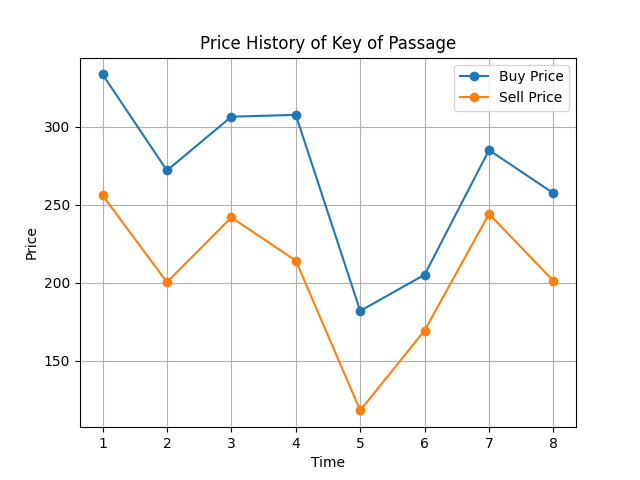 Price History of Key of Passage
Buy Price
Sell Price
300
250
200
150
Price
1 2 3 4 5 6 7 8
Time